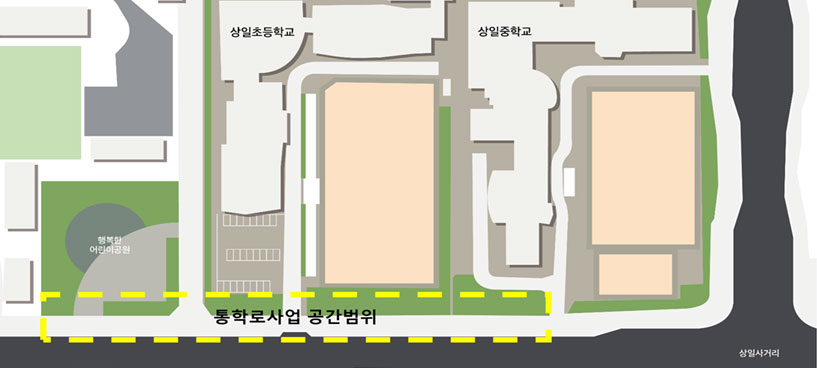 상일초등학교
상일중학교
행복한
어린이공원
통학로사업 공간범위
상일사거리